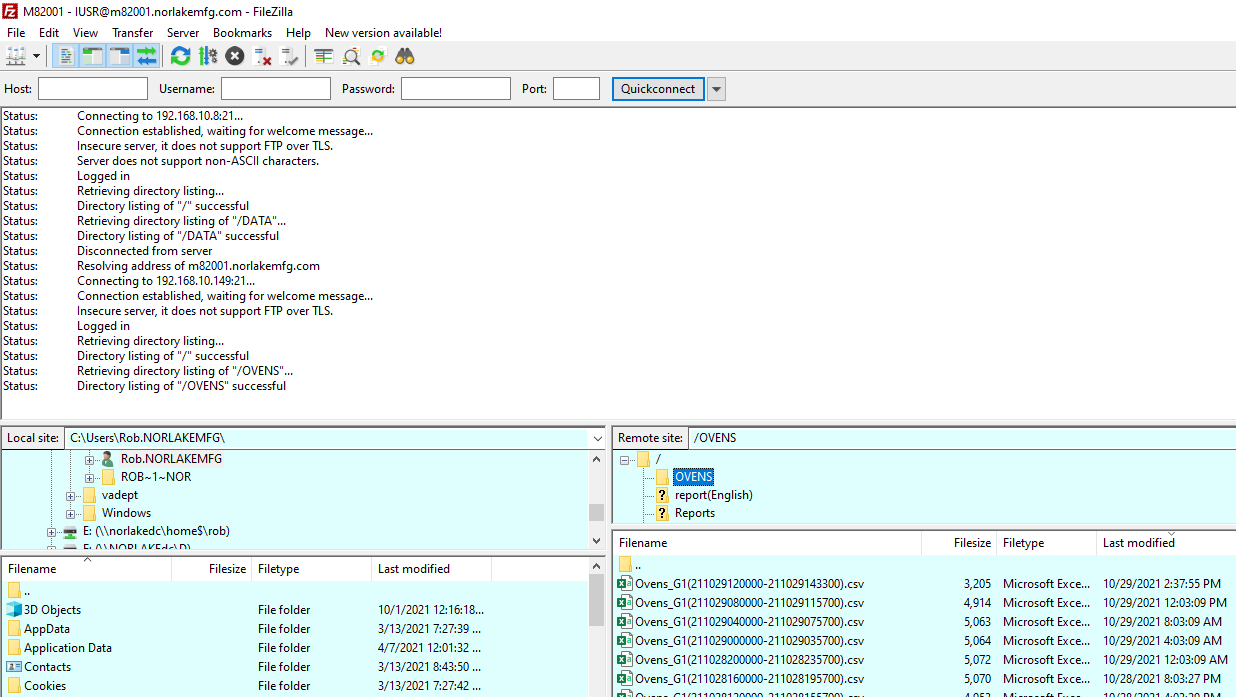 M82001 - IUSR@m82001.norlakemfg.com - FileZilla
File Edit View Transfer Server Bookmarks Help New version available!
Host: Username: Password: Port: Quickconnect
Status: Connecting to 192.168.10.8:21...
Status: Connection established, waiting for welcome message...
Status: Insecure server, it does not support FTP over TLS.
Status: Server does not support non-ASCII characters.
Status: Logged in
Status: Retrieving directory listing...
Status: Directory listing of "/" successful
Status: Retrieving directory listing of "/DATA"...
Status: Directory listing of "/DATA" successful
Status: Disconnected from server
Status: Resolving address of m82001.norlakemfg.com
Status: Connecting to 192.168.10.149:21...
Status: Connection established, waiting for welcome message...
Status: Insecure server, it does not support FTP over TLS.
Status: Logged in
Status: Retrieving directory listing...
Status: Directory listing of "/" successful
Status: Retrieving directory listing of "/OVENS"...
Status: Directory listing of "/OVENS" successful
Local site: C:\Users\Rob.NORLAKEMFG\
Rob.NORLAKEMFG
ROB~1~NOR
vadept
Windows
E: (\\norlakedc\home$\rob)
F: (\\NORLAKEdc\D)
Filename Filesize Filetype Last modified
..
3D Objects File folder 10/1/2021 12:16:18...
AppData File folder 3/13/2021 7:27:39 ...
Application Data File folder 4/7/2021 12:01:32 ...
Contacts File folder 3/13/2021 8:43:50 ...
Cookies File folder 3/13/2021 7:27:42 ...
Remote site: /OVENS
/
OVENS
report(English)
Reports
Filename Filesize Filetype Last modified
..
Ovens_G1(211029120000-211029143300).csv 3,205 Microsoft Exce... 10/29/2021 2:37:55 PM
Ovens_G1(211029080000-211029115700).csv 4,914 Microsoft Exce... 10/29/2021 12:03:09 PM
Ovens_G1(211029040000-211029075700).csv 5,063 Microsoft Exce... 10/29/2021 8:03:09 AM
Ovens_G1(211029000000-211029035700).csv 5,064 Microsoft Exce... 10/29/2021 4:03:09 AM
Ovens_G1(211028200000-211028235700).csv 5,072 Microsoft Exce... 10/29/2021 12:03:09 AM
Ovens_G1(211028160000-211028195700).csv 5,070 Microsoft Exce... 10/28/2021 8:03:27 PM